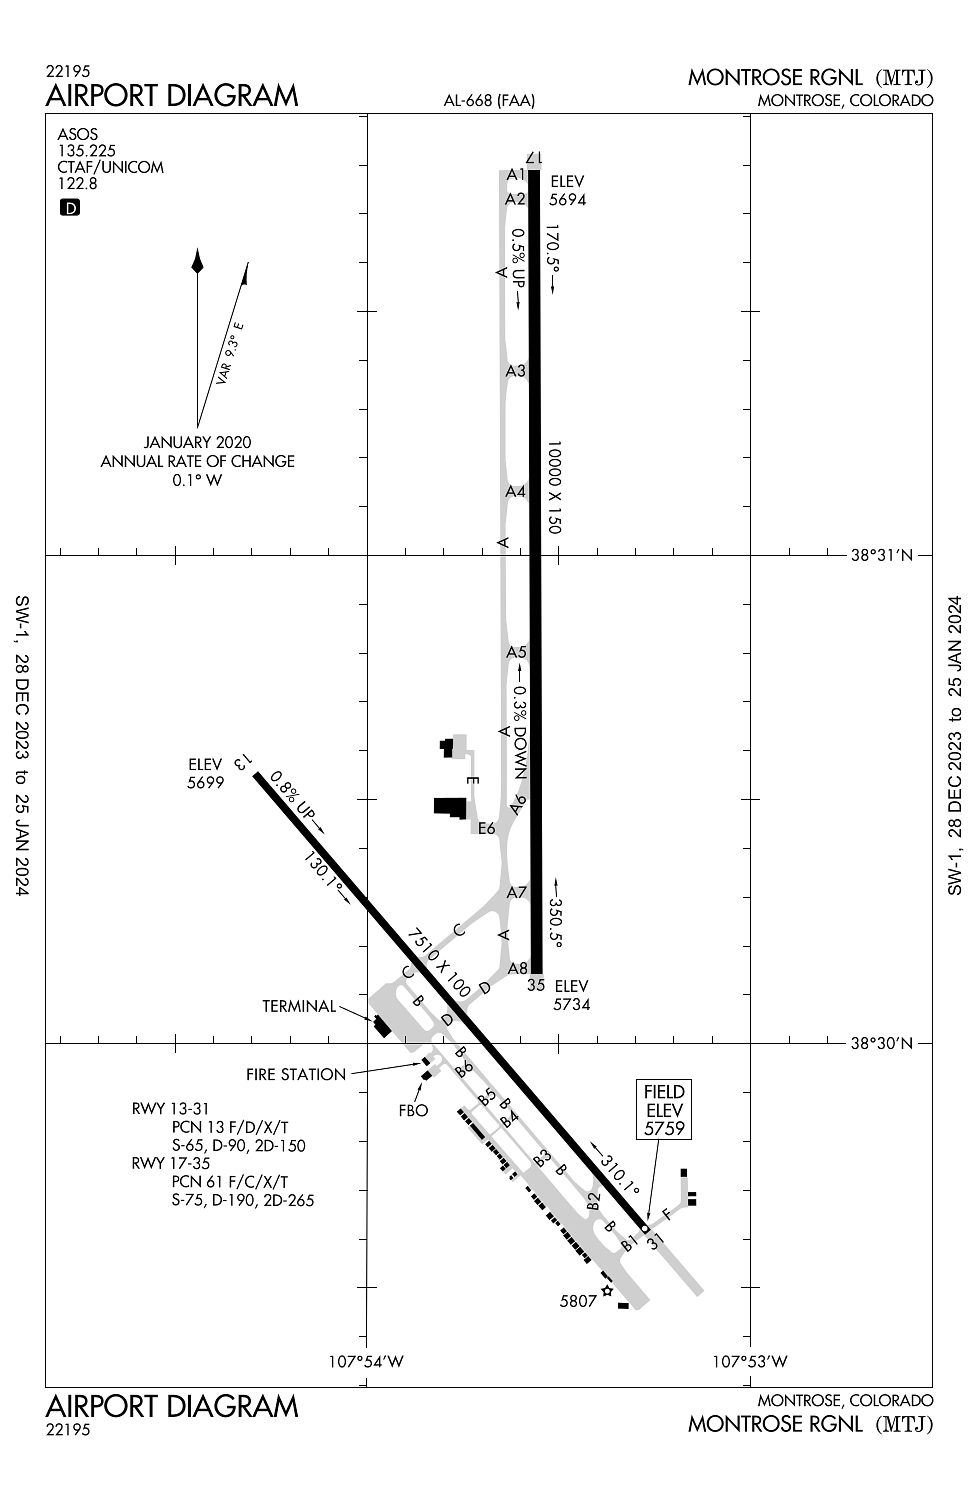 22195
AIRPORT DIAGRAM
AL-668 (FAA)
MONTROSE RGNL (MTJ)
MONTROSE, COLORADO
ASOS
135.225
CTAF/UNICOM
122.8
D
VAR 9.3° E
JANUARY 2020
ANNUAL RATE OF CHANGE
0.1° W
17
ELEV
5694
A1
A2
A
0.5% UP
170.5°
A3
10000 X 150
A4
A
38°31'N
A5
0.3% DOWN
A
E
A6
E6
ELEV
5699
13
0.8% UP
130.1°
A7
350.5°
C
A
7510 X 100
A8
35
ELEV
5734
C
B
D
D
TERMINAL
38°30'N
B
B6
FIRE STATION
FBO
B5
B
B4
FIELD
ELEV
5759
RWY 13-31
PCN 13 F/D/X/T
S-65, D-90, 2D-150
RWY 17-35
PCN 61 F/C/X/T
S-75, D-190, 2D-265
B3
B
310.1°
B2
B
F
B1
31
5807
107°54'W
107°53'W
SW-1, 28 DEC 2023 to 25 JAN 2024
SW-1, 28 DEC 2023 to 25 JAN 2024
AIRPORT DIAGRAM
22195
MONTROSE, COLORADO
MONTROSE RGNL (MTJ)